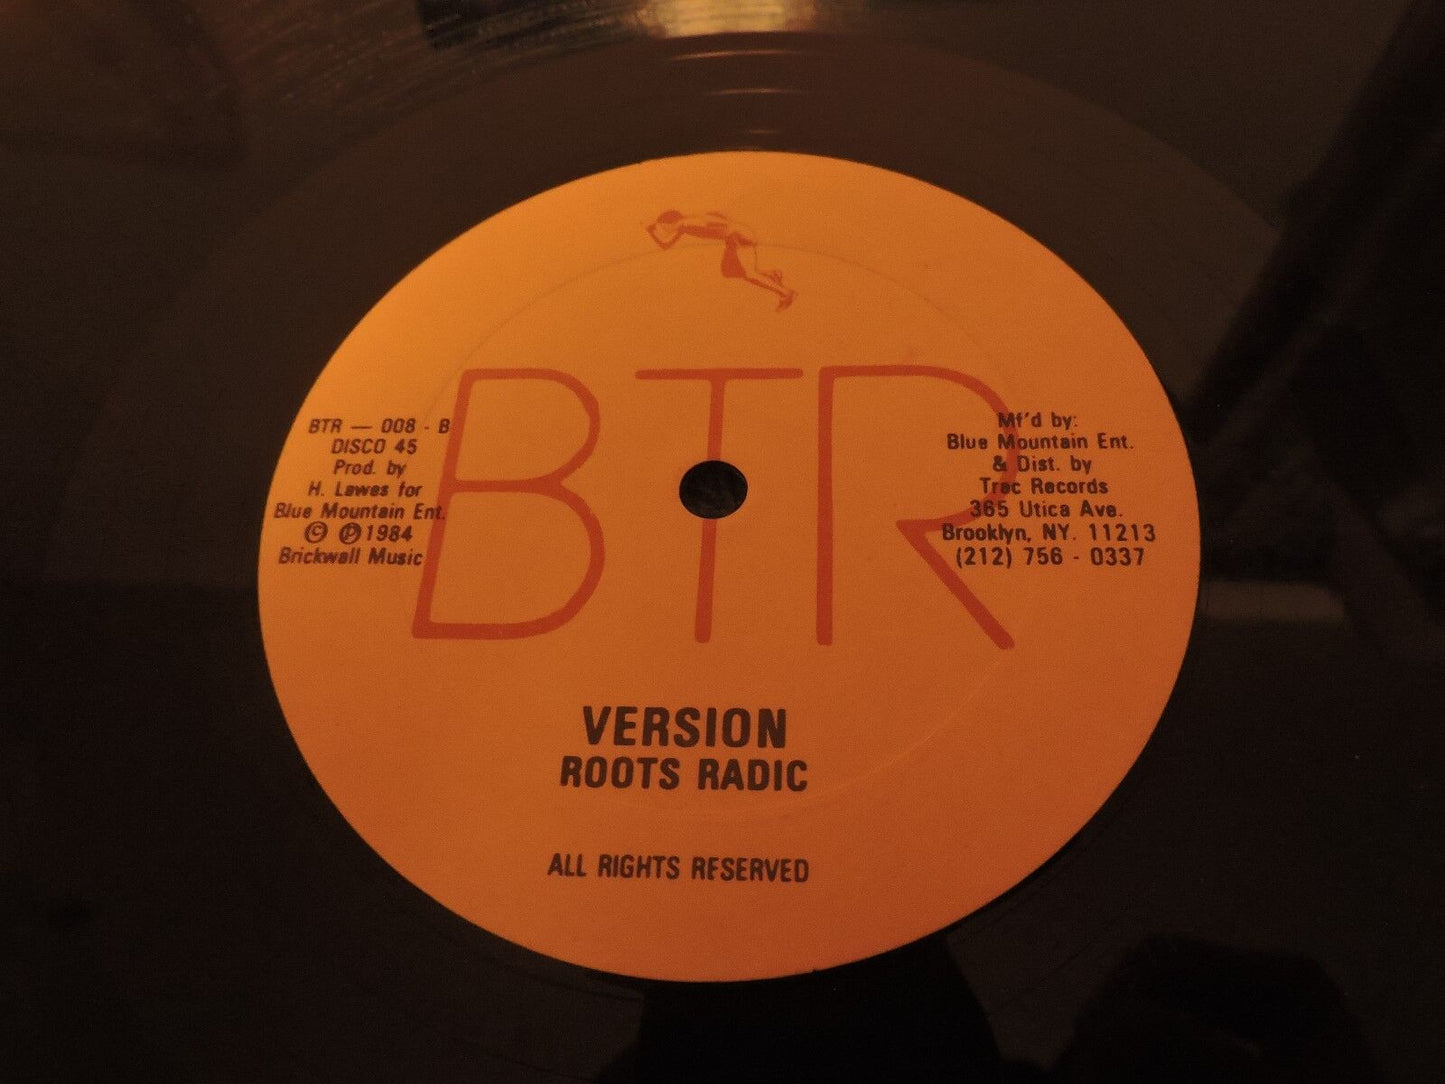 BTR
BTR — 008 - B
DISCO 45
Prod. by
H. Lawes for
Blue Mountain Ent.
© ℗ 1984
Brickwall Music
Mf'd by:
Blue Mountain Ent.
& Dist. by
Trec Records
365 Utica Ave.
Brooklyn, NY. 11213
(212) 756 - 0337
VERSION
ROOTS RADIC
ALL RIGHTS RESERVED